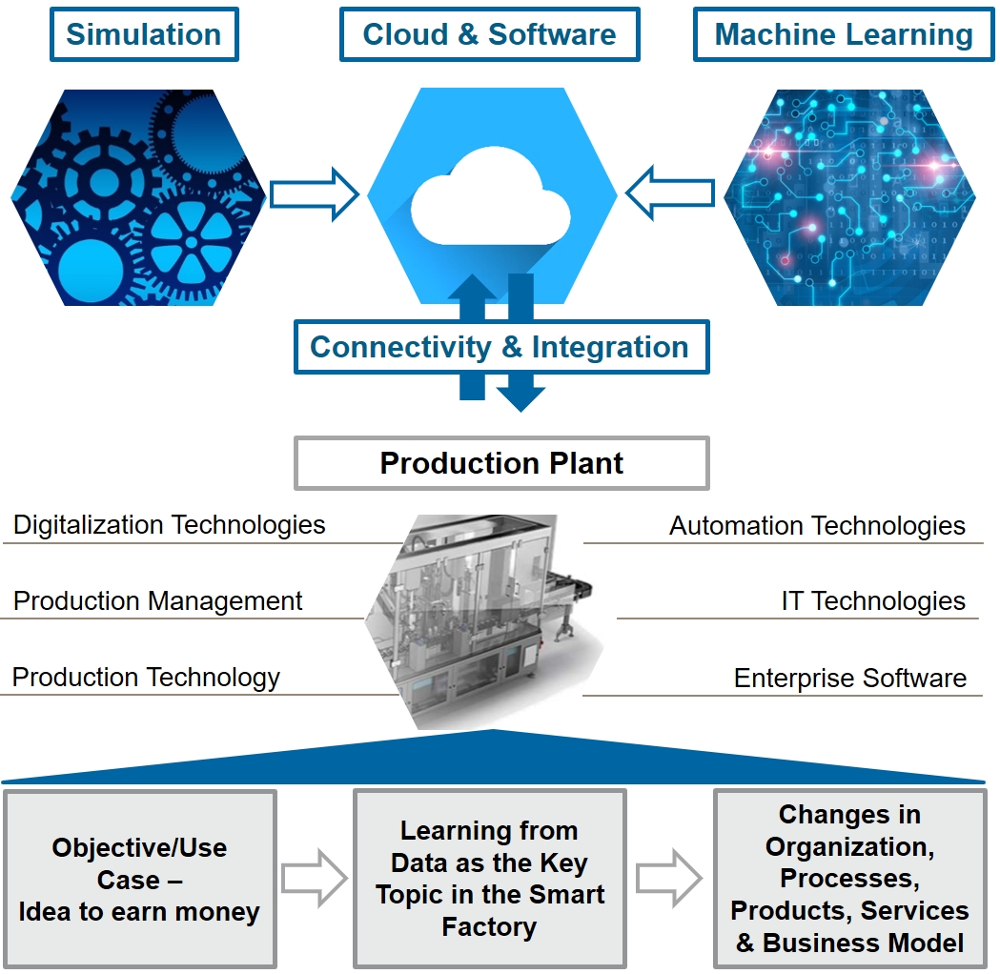 Simulation
Cloud & Software
Machine Learning
Connectivity & Integration
Production Plant
Digitalization Technologies
Automation Technologies
Production Management
IT Technologies
Production Technology
Enterprise Software
Objective/Use
Case –
Idea to earn money
Learning from
Data as the Key
Topic in the Smart
Factory
Changes in
Organization,
Processes,
Products, Services
& Business Model